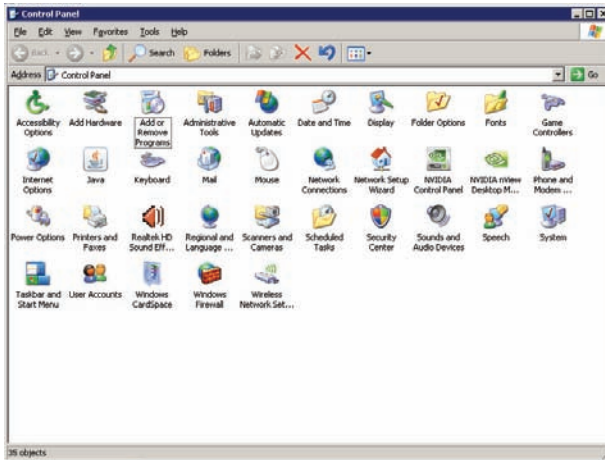 Control Panel
File Edit View Favorites Tools Help
Back Search Folders
Address Control Panel Go
Accessibility Options
Add Hardware
Add or Remove Programs
Administrative Tools
Automatic Updates
Date and Time
Display
Folder Options
Fonts
Game Controllers
Internet Options
Java
Keyboard
Mail
Mouse
Network Connections
Network Setup Wizard
NVIDIA Control Panel
NVIDIA nView Desktop M...
Phone and Modem ...
Power Options
Printers and Faxes
Realtek HD Sound Eff...
Regional and Language ...
Scanners and Cameras
Scheduled Tasks
Security Center
Sounds and Audio Devices
Speech
System
Taskbar and Start Menu
User Accounts
Windows CardSpace
Windows Firewall
Wireless Network Set...
35 objects